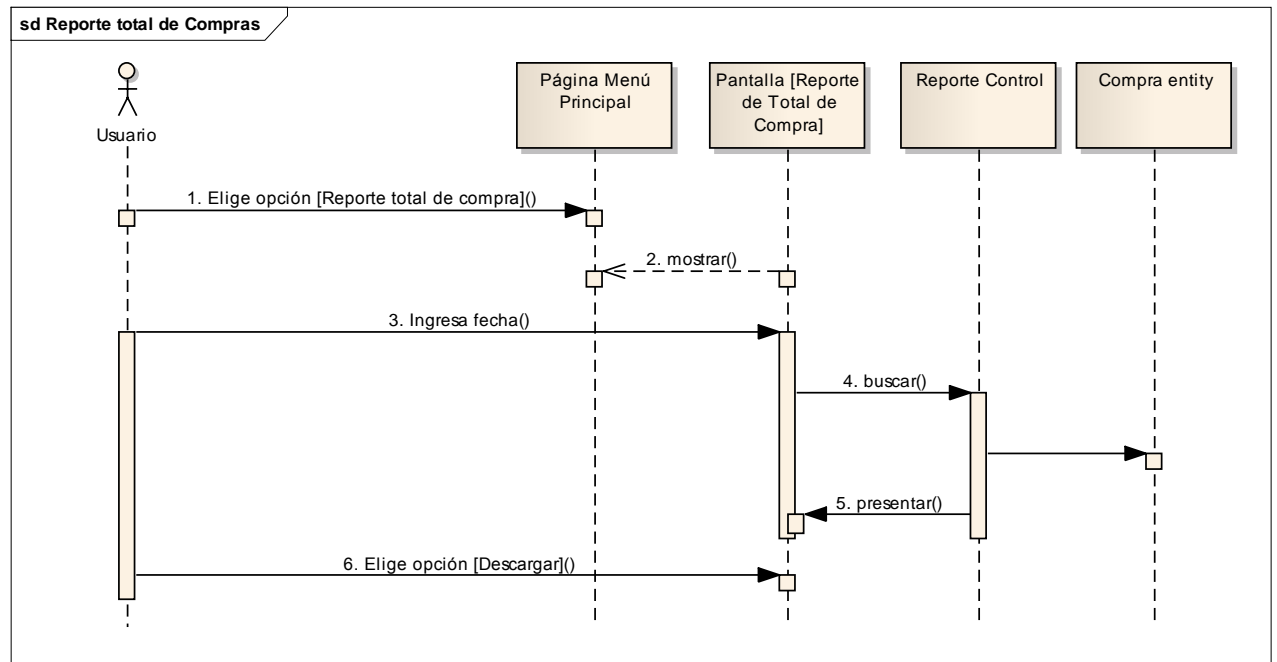 sd Reporte total de Compras
Usuario
Página Menú
Principal
Pantalla [Reporte
de Total de
Compra]
Reporte Control
Compra entity
1. Elige opción [Reporte total de compra]()
2. mostrar()
3. Ingresa fecha()
4. buscar()
5. presentar()
6. Elige opción [Descargar]()